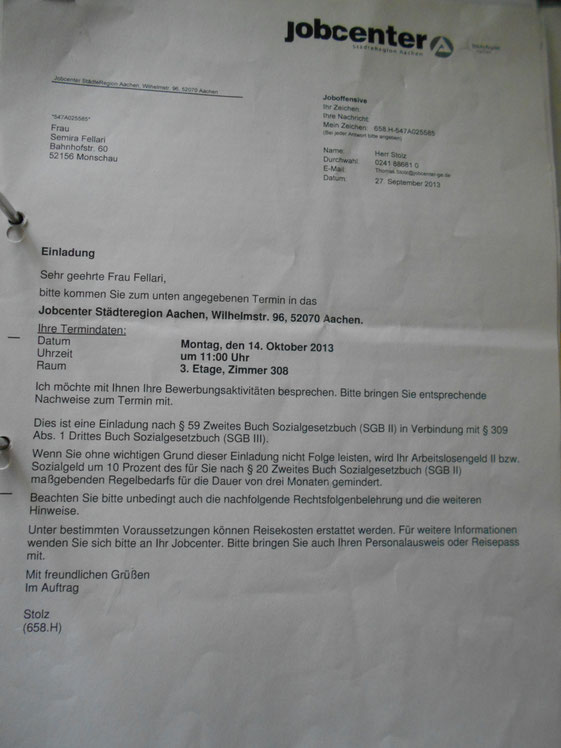 jobcenter
StädteRegion Aachen
Jobcenter StädteRegion Aachen, Wilhelmstr. 96, 52070 Aachen
Joboffensive
Ihr Zeichen:
Ihre Nachricht:
Mein Zeichen: 658.H-547A025585
(Bei jeder Antwort bitte angeben)
Name: Herr Stolz
Durchwahl: 0241 88681 0
E-Mail:
Datum: 27. September 2013
*547A025585*
Frau
Semira Fellari
Bahnhofstr. 60
52156 Monschau
Einladung
Sehr geehrte Frau Fellari,
bitte kommen Sie zum unten angegebenen Termin in das
Jobcenter Städteregion Aachen, Wilhelmstr. 96, 52070 Aachen.
Ihre Termindaten:
Datum Montag, den 14. Oktober 2013
Uhrzeit um 11:00 Uhr
Raum 3. Etage, Zimmer 308
Ich möchte mit Ihnen Ihre Bewerbungsaktivitäten besprechen. Bitte bringen Sie entsprechende
Nachweise zum Termin mit.
Dies ist eine Einladung nach § 59 Zweites Buch Sozialgesetzbuch (SGB II) in Verbindung mit § 309
Abs. 1 Drittes Buch Sozialgesetzbuch (SGB III).
Wenn Sie ohne wichtigen Grund dieser Einladung nicht Folge leisten, wird Ihr Arbeitslosengeld II bzw.
Sozialgeld um 10 Prozent des für Sie nach § 20 Zweites Buch Sozialgesetzbuch (SGB II)
maßgebenden Regelbedarfs für die Dauer von drei Monaten gemindert.
Beachten Sie bitte unbedingt auch die nachfolgende Rechtsfolgenbelehrung und die weiteren
Hinweise.
Unter bestimmten Voraussetzungen können Reisekosten erstattet werden. Für weitere Informationen
wenden Sie sich bitte an Ihr Jobcenter. Bitte bringen Sie auch Ihren Personalausweis oder Reisepass
mit.
Mit freundlichen Grüßen
Im Auftrag
Stolz
(658.H)